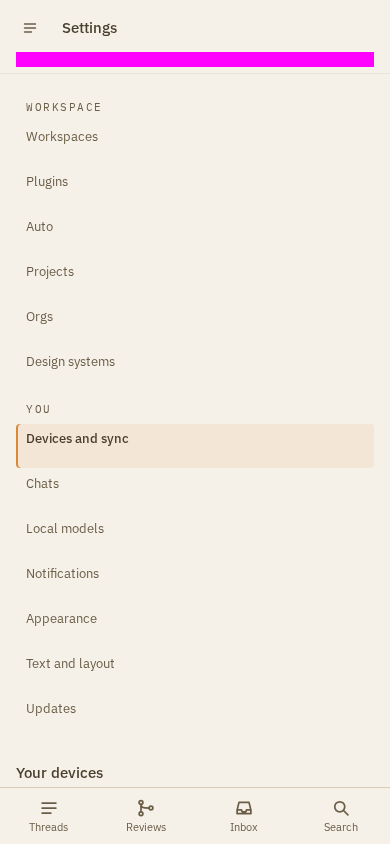 Settings
WORKSPACE
Workspaces
Plugins
Auto
Projects
Orgs
Design systems
YOU
Devices and sync
Chats
Local models
Notifications
Appearance
Text and layout
Updates
Your devices
Threads
Reviews
Inbox
Search